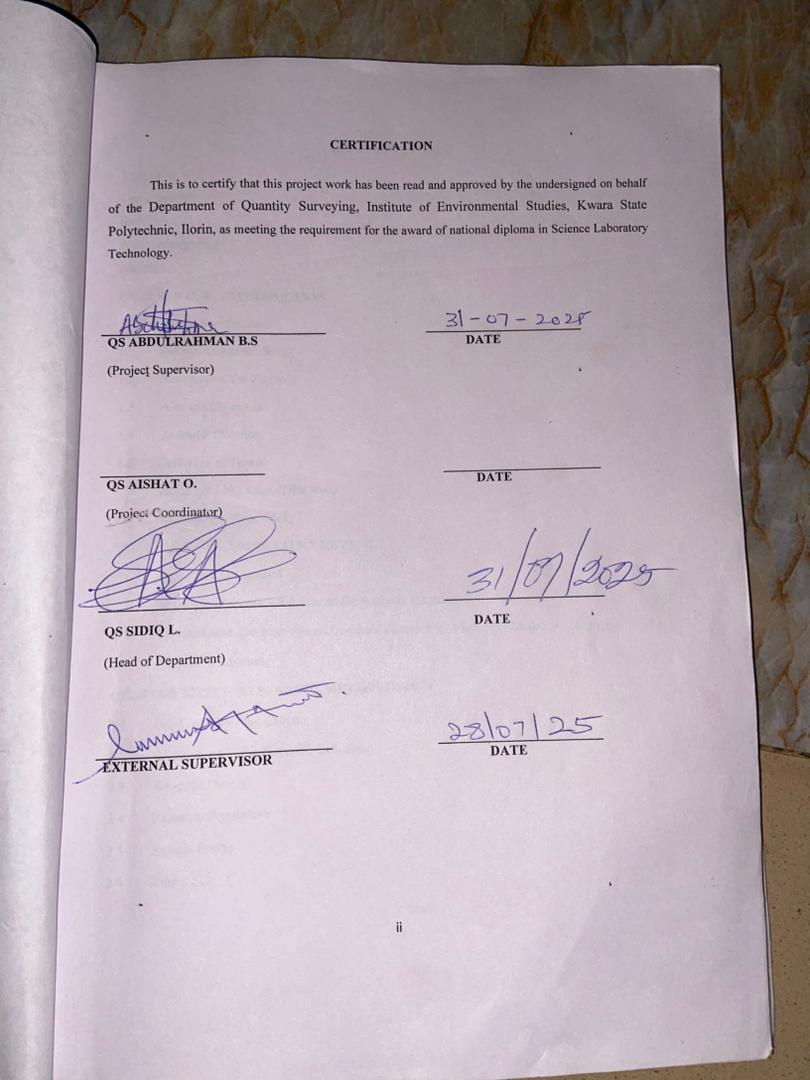 CERTIFICATION
This is to certify that this project work has been read and approved by the undersigned on behalf
of the Department of Quantity Surveying, Institute of Environmental Studies, Kwara State
Polytechnic, Ilorin, as meeting the requirement for the award of national diploma in Science Laboratory
Technology.
31-07-2025
QS ABDULRAHMAN B.S DATE
(Project Supervisor)
QS AISHAT O. DATE
(Project Coordinator)
31/07/2025
QS SIDIQ L. DATE
(Head of Department)
28/07/25
EXTERNAL SUPERVISOR DATE
ii